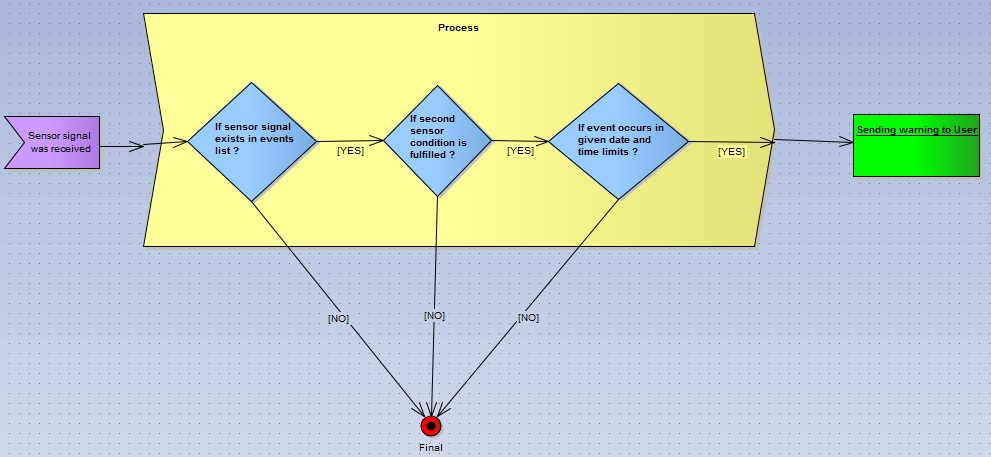 Process
Sensor signal
was received
If sensor signal
exists in events
list ?
[YES]
If second
sensor
condition is
fulfilled ?
[YES]
If event occurs in
given date and
time limits ?
[YES]
Sending warning to User
[NO]
[NO]
[NO]
Final